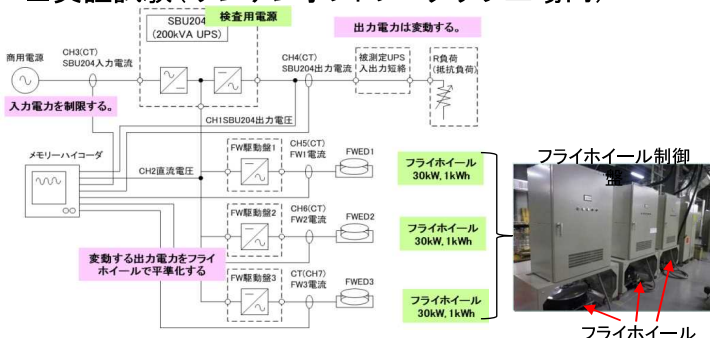 SBU204
(200kVA UPS)
検査用電源
出力電力は変動する。
商用電源
CH3(CT)
SBU204入力電流
CH4(CT)
SBU204出力電流
被測定UPS
入出力短絡
R負荷
(抵抗負荷)
入力電力を制限する。
CH1SBU204出力電圧
メモリーハイコーダ
CH2直流電圧
FW駆動盤1
CH5(CT)
FW1電流
FWED1
フライホイール
30kW, 1kWh
フライホイール制御
盤
FW駆動盤2
CH6(CT)
FW2電流
FWED2
フライホイール
30kW, 1kWh
変動する出力電力をフライ
ホイールで平準化する
FW駆動盤3
CT(CH7)
FW3電流
FWED3
フライホイール
30kW, 1kWh
フライホイール